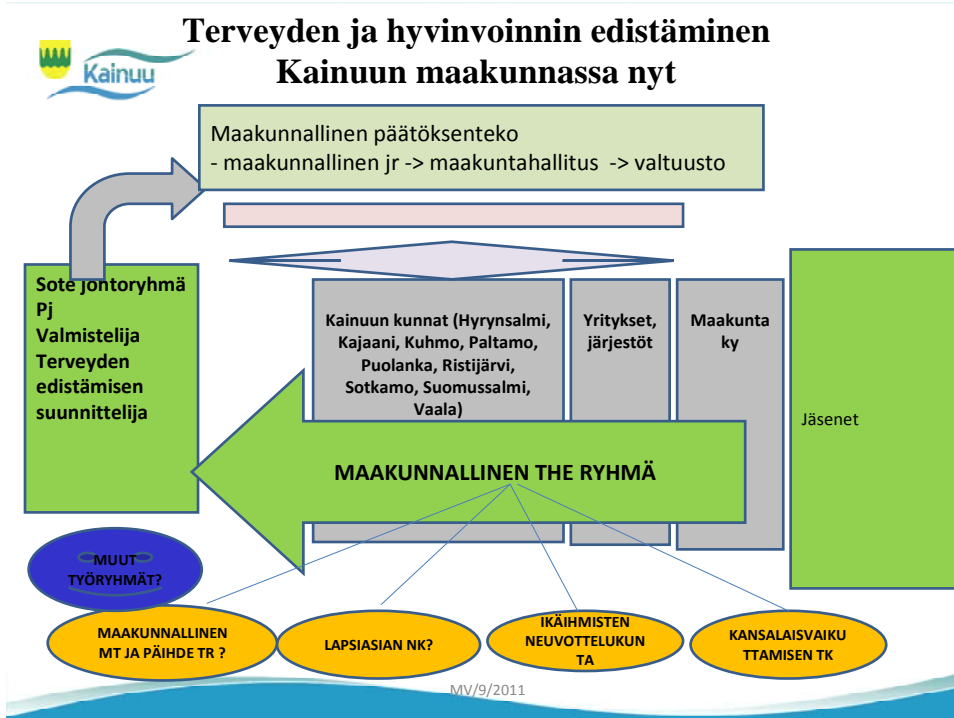 Terveyden ja hyvinvoinnin edistäminen
Kainuun maakunnassa nyt
Kainuu
Maakunnallinen päätöksenteko
- maakunnallinen jr -> maakuntahallitus -> valtuusto
Sote johtoryhmä
Pj
Valmistelija
Terveyden
edistämisen
suunnittelija
Kainuun kunnat (Hyrynsalmi,
Kajaani, Kuhmo, Paltamo,
Puolanka, Ristijärvi,
Sotkamo, Suomussalmi,
Vaala)
Yritykset,
järjestöt
Maakunta
ky
Jäsenet
MAAKUNNALLINEN THE RYHMÄ
MUUT
TYÖRYHMÄT?
MAAKUNNALLINEN
MT JA PÄIHDE TR ?
LAPSIASIAN NK?
IKÄIHMISTEN
NEUVOTTELUKUN
TA
KANSALAISVAIKU
TTAMISEN TK
MV/9/2011